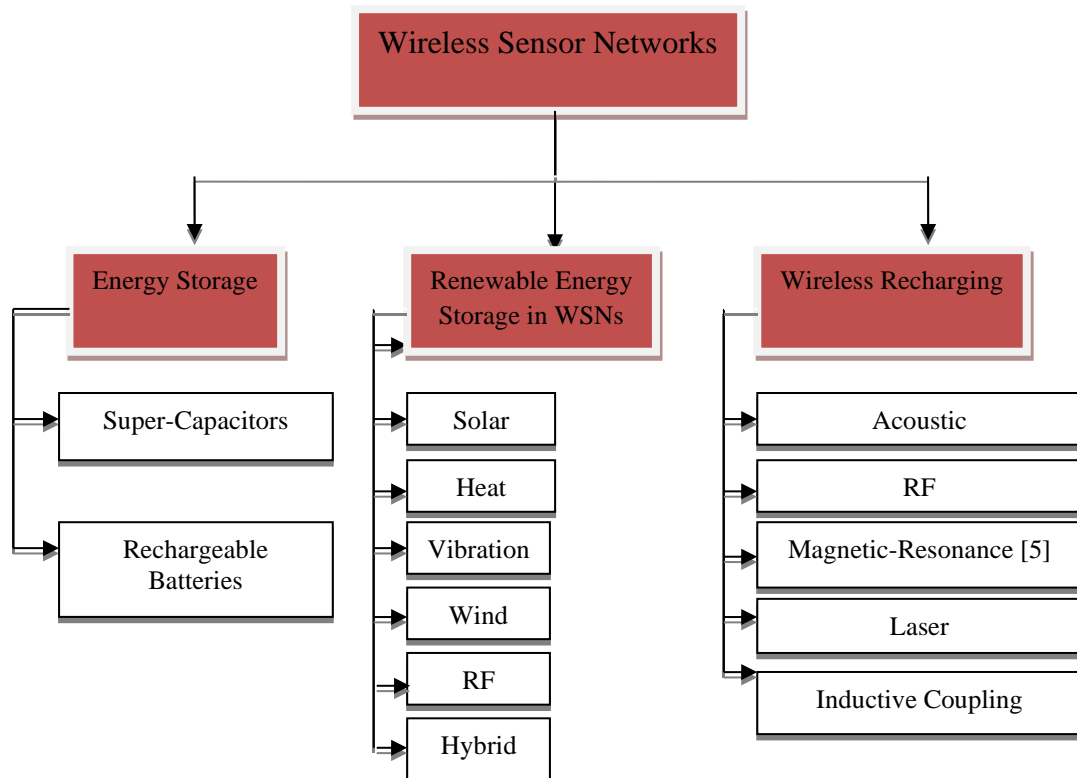 Wireless Sensor Networks
Energy Storage
Renewable Energy
Storage in WSNs
Wireless Recharging
Super-Capacitors
Rechargeable
Batteries
Solar
Heat
Vibration
Wind
RF
Hybrid
Acoustic
RF
Magnetic-Resonance [5]
Laser
Inductive Coupling